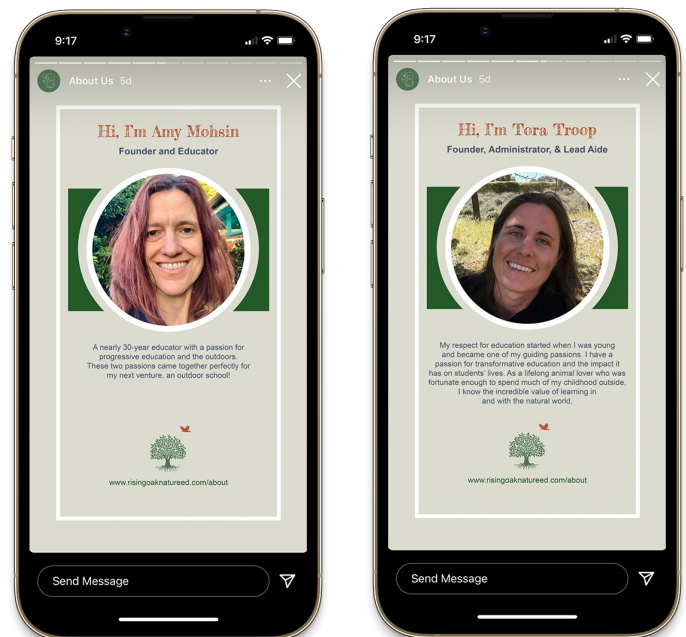 9:17
About Us 5d
Hi, I'm Amy Mohsin
Founder and Educator
A nearly 30-year educator with a passion for
progressive education and the outdoors.
These two passions came together perfectly for
my next venture, an outdoor school!
www.risingoaknatureed.com/about
Send Message
9:17
About Us 5d
Hi, I'm Tora Troop
Founder, Administrator, & Lead Aide
My respect for education started when I was young
and became one of my guiding passions. I have a
passion for transformative education and the impact it
has on students' lives. As a lifelong animal lover who was
fortunate enough to spend much of my childhood outside,
I know the incredible value of learning in
and with the natural world.
www.risingoaknatureed.com/about
Send Message